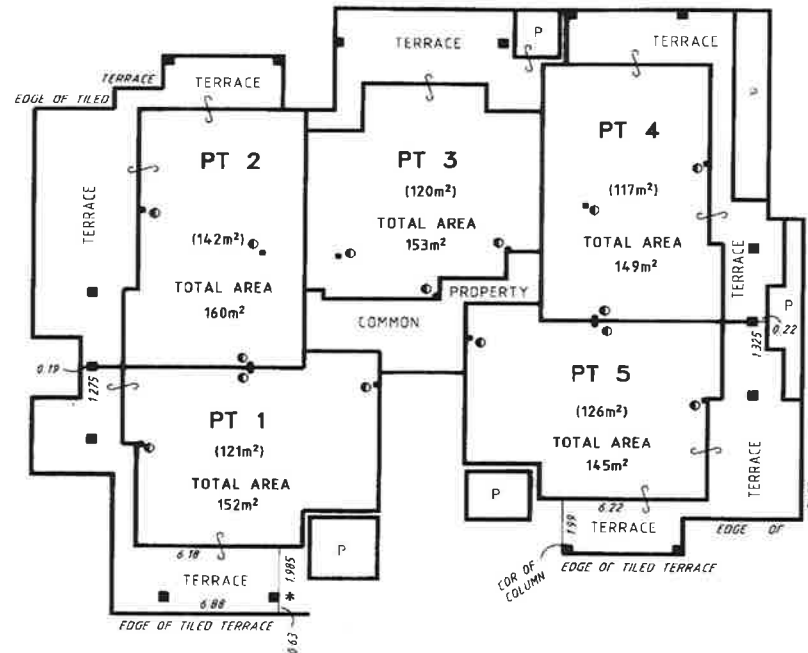 P
TERRACE
TERRACE
TERRACE
TERRACE
EDGE OF TILED
P
PT 4
PT 2
PT 3
(120m²)
(117m²)
TERRACE
(142m²)
TOTAL AREA
153m²
TOTAL AREA
149m²
TERRACE
TOTAL AREA
160m²
PROPERTY
COMMON
P
0.22
1.325
0.19
1.275
PT 5
PT 1
(126m²)
(121m²)
TOTAL AREA
145m²
TERRACE
TOTAL AREA
152m²
P
6.22
1.99
TERRACE
EDGE OF
P
6.18
1.985
TERRACE
*
6.88
0.63
EDGE OF TILED TERRACE
COR OF
COLUMN
EDGE OF TILED TERRACE